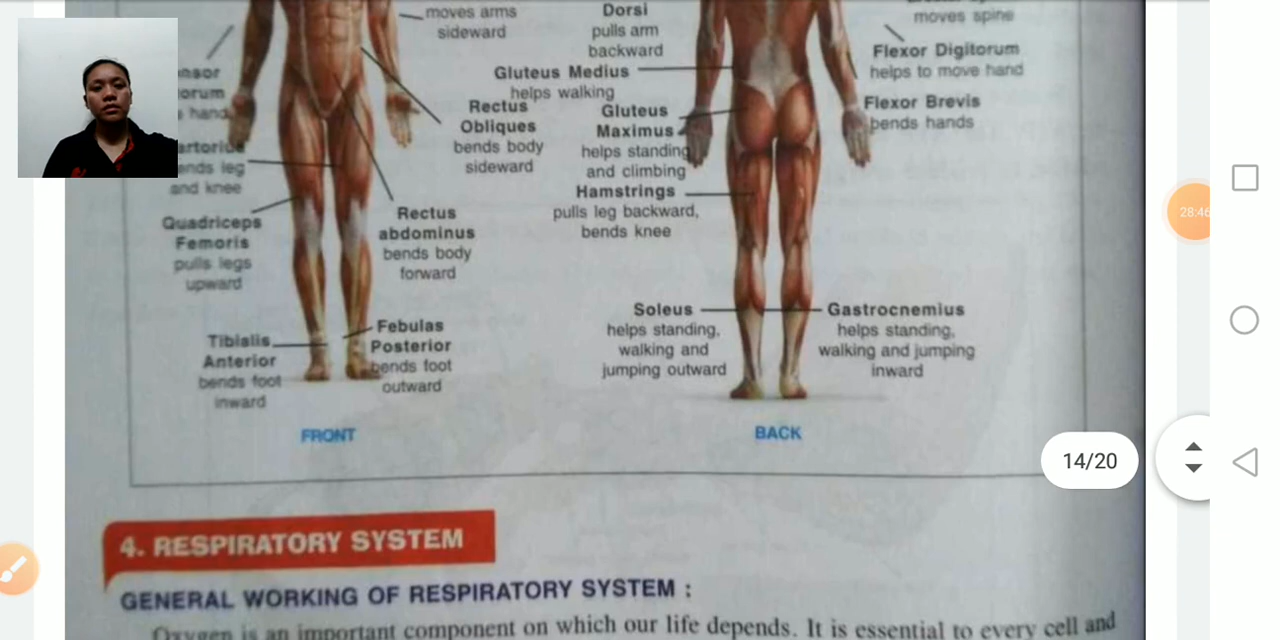 moves arms
sideward
hand
bends leg
and knee
Quadriceps
Femoris
pulls legs
upward
Rectus
Obliques
bends body
sideward
Rectus
abdominus
bends body
forward
Tibialis
Anterior
bends foot
inward
Febulas
Posterior
bends foot
outward
FRONT
Dorsi
pulls arm
backward
Gluteus Medius
helps walking
Gluteus
Maximus
helps standing
and climbing
Hamstrings
pulls leg backward,
bends knee
Soleus
helps standing,
walking and
jumping outward
moves spine
Flexor Digitorum
helps to move hand
Flexor Brevis
bends hands
Gastrocnemius
helps standing,
walking and jumping
inward
BACK
28:46
14/20
4. RESPIRATORY SYSTEM
GENERAL WORKING OF RESPIRATORY SYSTEM :
Oxygen is an important component on which our life depends. It is essential to every cell and